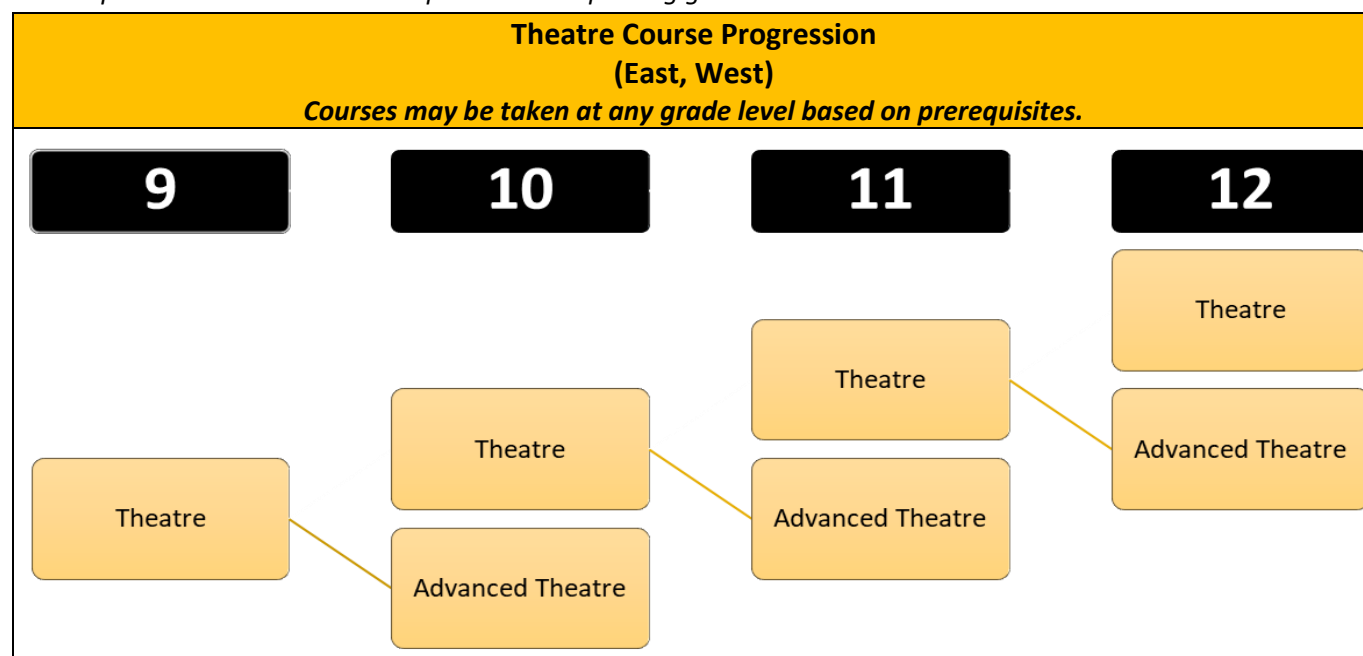 Theatre Course Progression
(East, West)
Courses may be taken at any grade level based on prerequisites.
9
10
11
12
Theatre
Theatre
Advanced Theatre
Theatre
Advanced Theatre
Theatre
Advanced Theatre